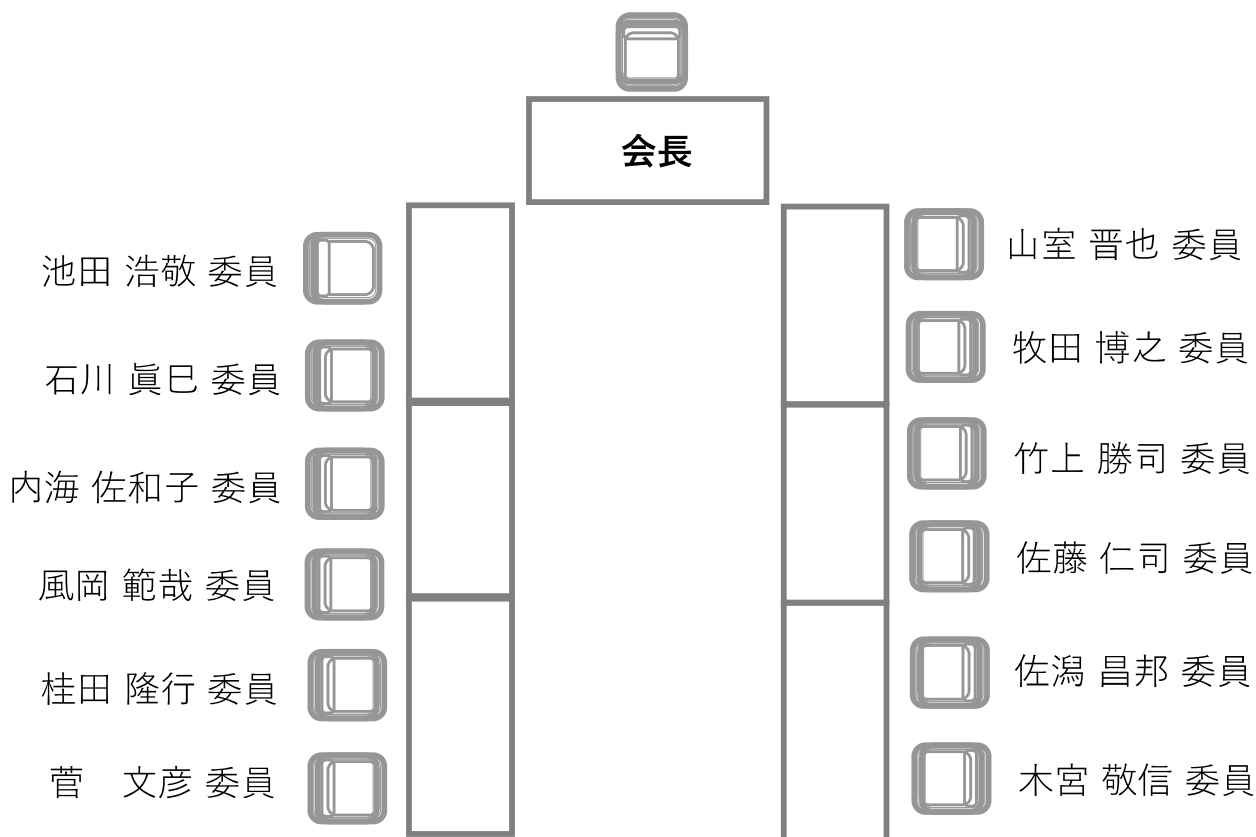 会長
池田 浩敬 委員
石川 眞巳 委員
内海 佐和子 委員
風岡 範哉 委員
桂田 隆行 委員
菅　文彦 委員
山室 晋也 委員
牧田 博之 委員
竹上 勝司 委員
佐藤 仁司 委員
佐潟 昌邦 委員
木宮 敬信 委員